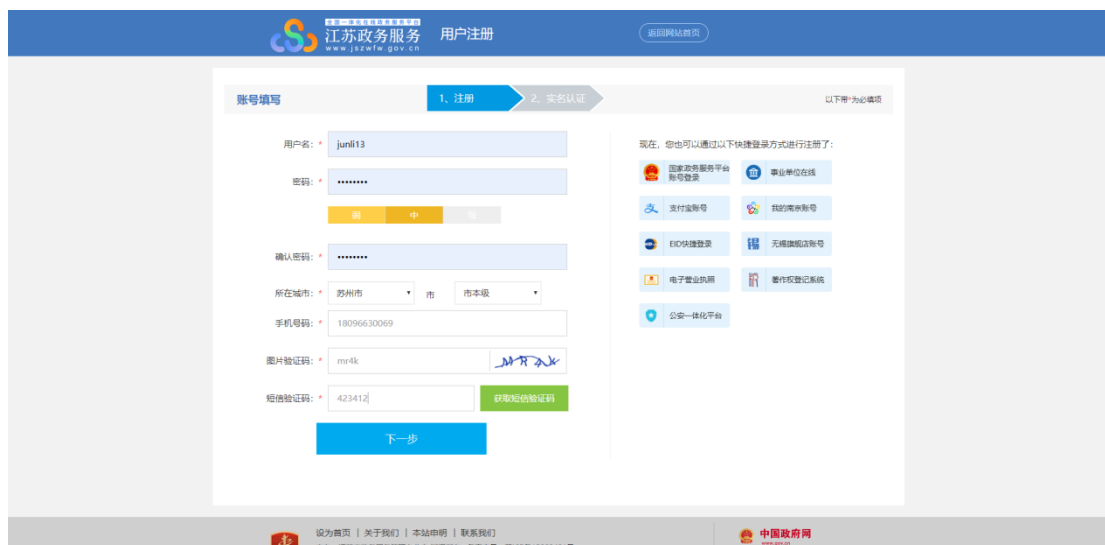 全国一体化在线政务服务平台
江苏政务服务
www.jszwfw.gov.cn
用户注册
返回网站首页
账号填写
1、注册
2、实名认证
以下带*为必填项
用户名：*
junli13
密码：*
••••••••
弱 中
确认密码：*
••••••••
所在城市：*
苏州市
市
市本级
手机号码：*
18096630069
图片验证码：*
mr4k
MR4K
短信验证码：*
423412
获取短信验证码
下一步
现在，您也可以通过以下快捷登录方式进行注册了：
国家政务服务平台
账号登录
事业单位在线
支付宝账号
我的南京账号
EID快捷登录
无锡旗舰店账号
电子营业执照
著作权登记系统
公安一体化平台
设为首页 | 关于我们 | 本站申明 | 联系我们
中国政府网
www.gov.cn